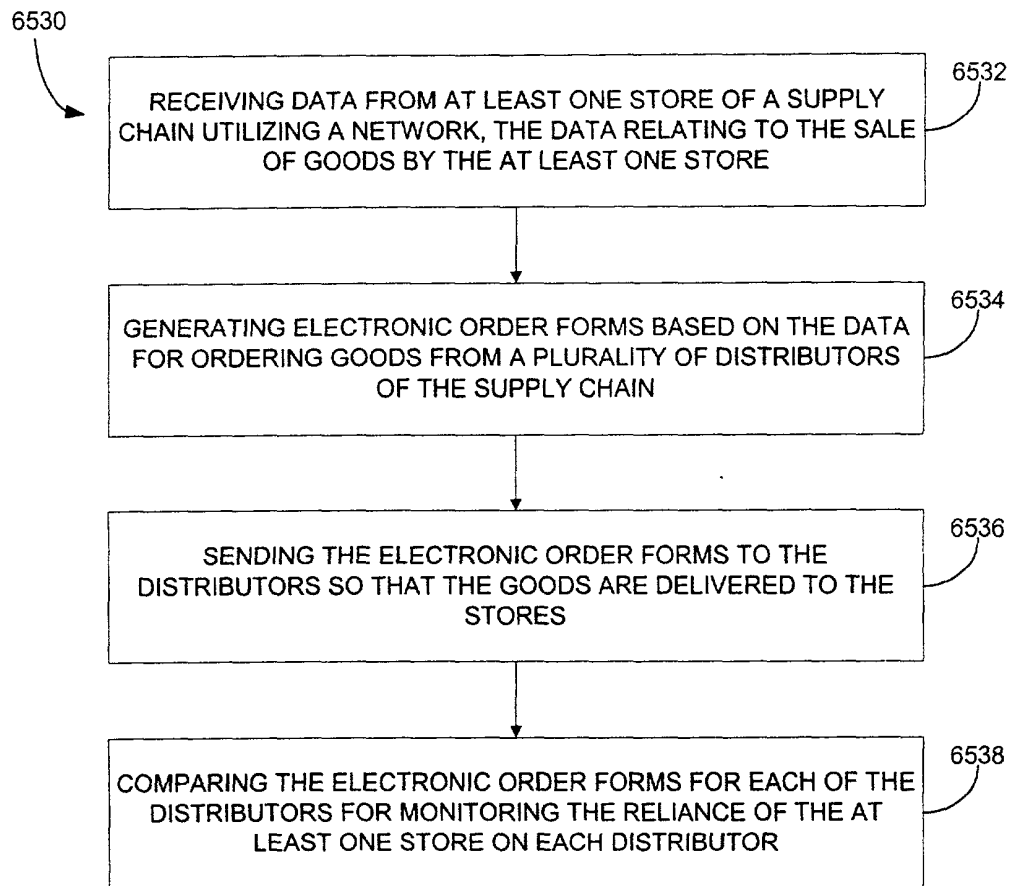 6530
6532
RECEIVING DATA FROM AT LEAST ONE STORE OF A SUPPLY
CHAIN UTILIZING A NETWORK, THE DATA RELATING TO THE SALE
OF GOODS BY THE AT LEAST ONE STORE
6534
GENERATING ELECTRONIC ORDER FORMS BASED ON THE DATA
FOR ORDERING GOODS FROM A PLURALITY OF DISTRIBUTORS
OF THE SUPPLY CHAIN
6536
SENDING THE ELECTRONIC ORDER FORMS TO THE
DISTRIBUTORS SO THAT THE GOODS ARE DELIVERED TO THE
STORES
6538
COMPARING THE ELECTRONIC ORDER FORMS FOR EACH OF THE
DISTRIBUTORS FOR MONITORING THE RELIANCE OF THE AT
LEAST ONE STORE ON EACH DISTRIBUTOR